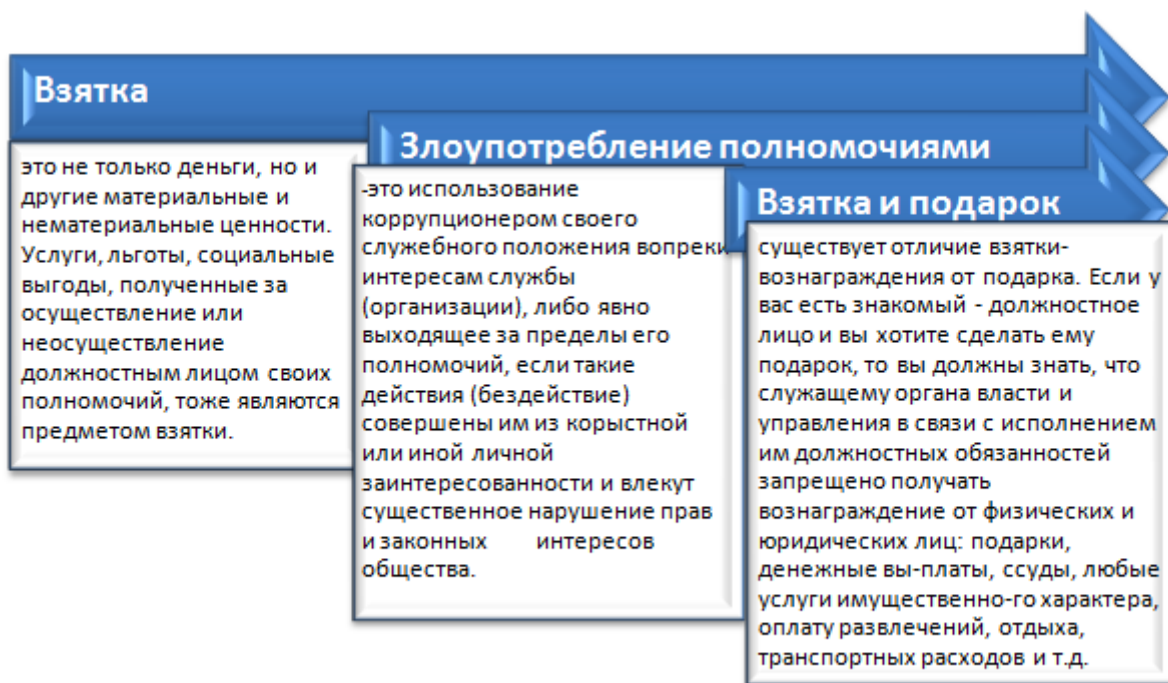 Взятка
это не только деньги, но и
другие материальные и
нематериальные ценности.
Услуги, льготы, социальные
выгоды, полученные за
осуществление или
неосуществление
должностным лицом своих
полномочий, тоже являются
предметом взятки.
Злоупотребление полномочиями
-это использование
коррупционером своего
служебного положения вопреки
интересам службы
(организации), либо явно
выходящее за пределы его
полномочий, если такие
действия (бездействие)
совершены им из корыстной
или иной личной
заинтересованности и влекут
существенное нарушение прав
и законных интересов
общества.
Взятка и подарок
существует отличие взятки-
вознаграждения от подарка. Если у
вас есть знакомый - должностное
лицо и вы хотите сделать ему
подарок, то вы должны знать, что
служащему органа власти и
управления в связи с исполнением
им должностных обязанностей
запрещено получать
вознаграждение от физических и
юридических лиц: подарки,
денежные вы-платы, ссуды, любые
услуги имущественно-го характера,
оплату развлечений, отдыха,
транспортных расходов и т.д.